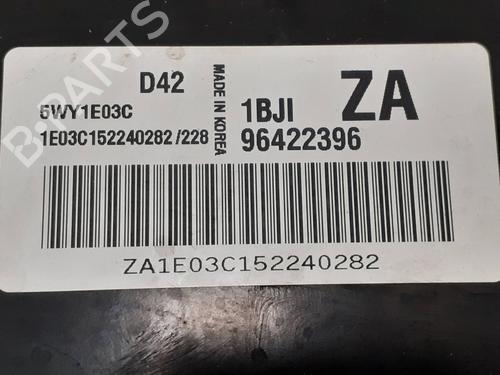 D42
5WY1E03C
1E03C152240282 /228
MADE IN KOREA
1BJI
ZA
96422396
ZA1E03C152240282
B-PARTS